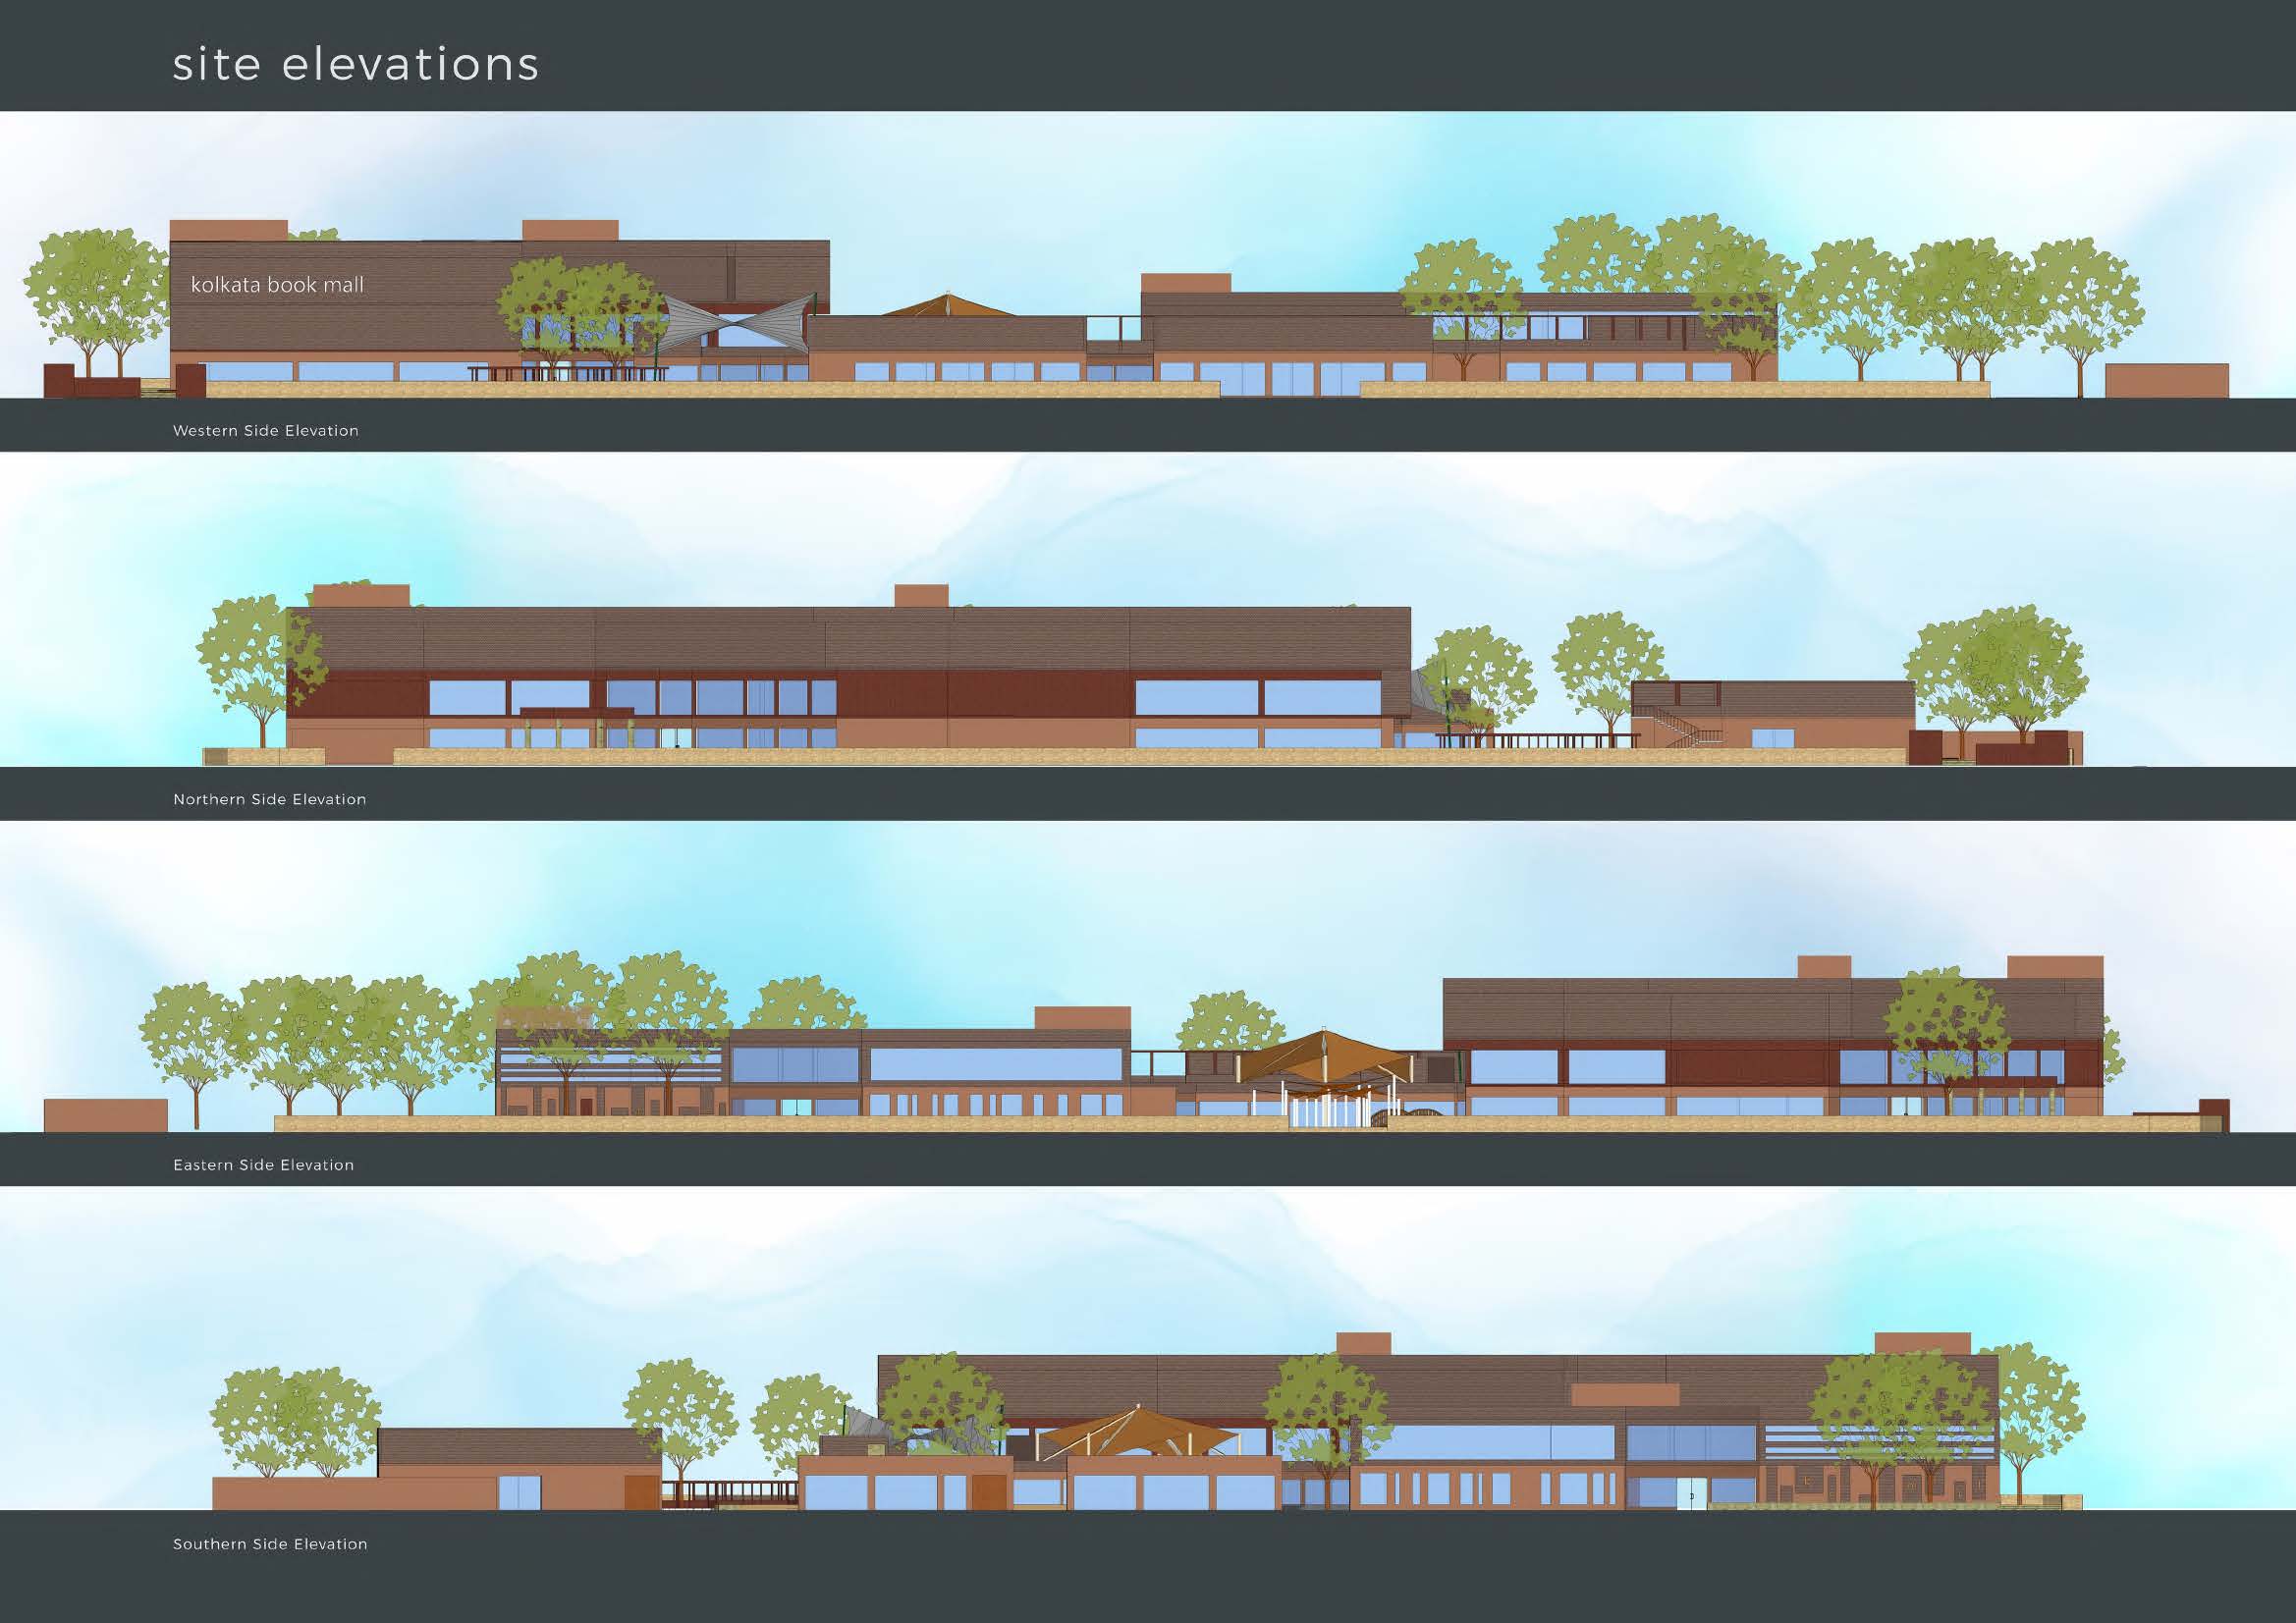 site elevations
kolkata book mall
Western Side Elevation
Northern Side Elevation
Eastern Side Elevation
Southern Side Elevation